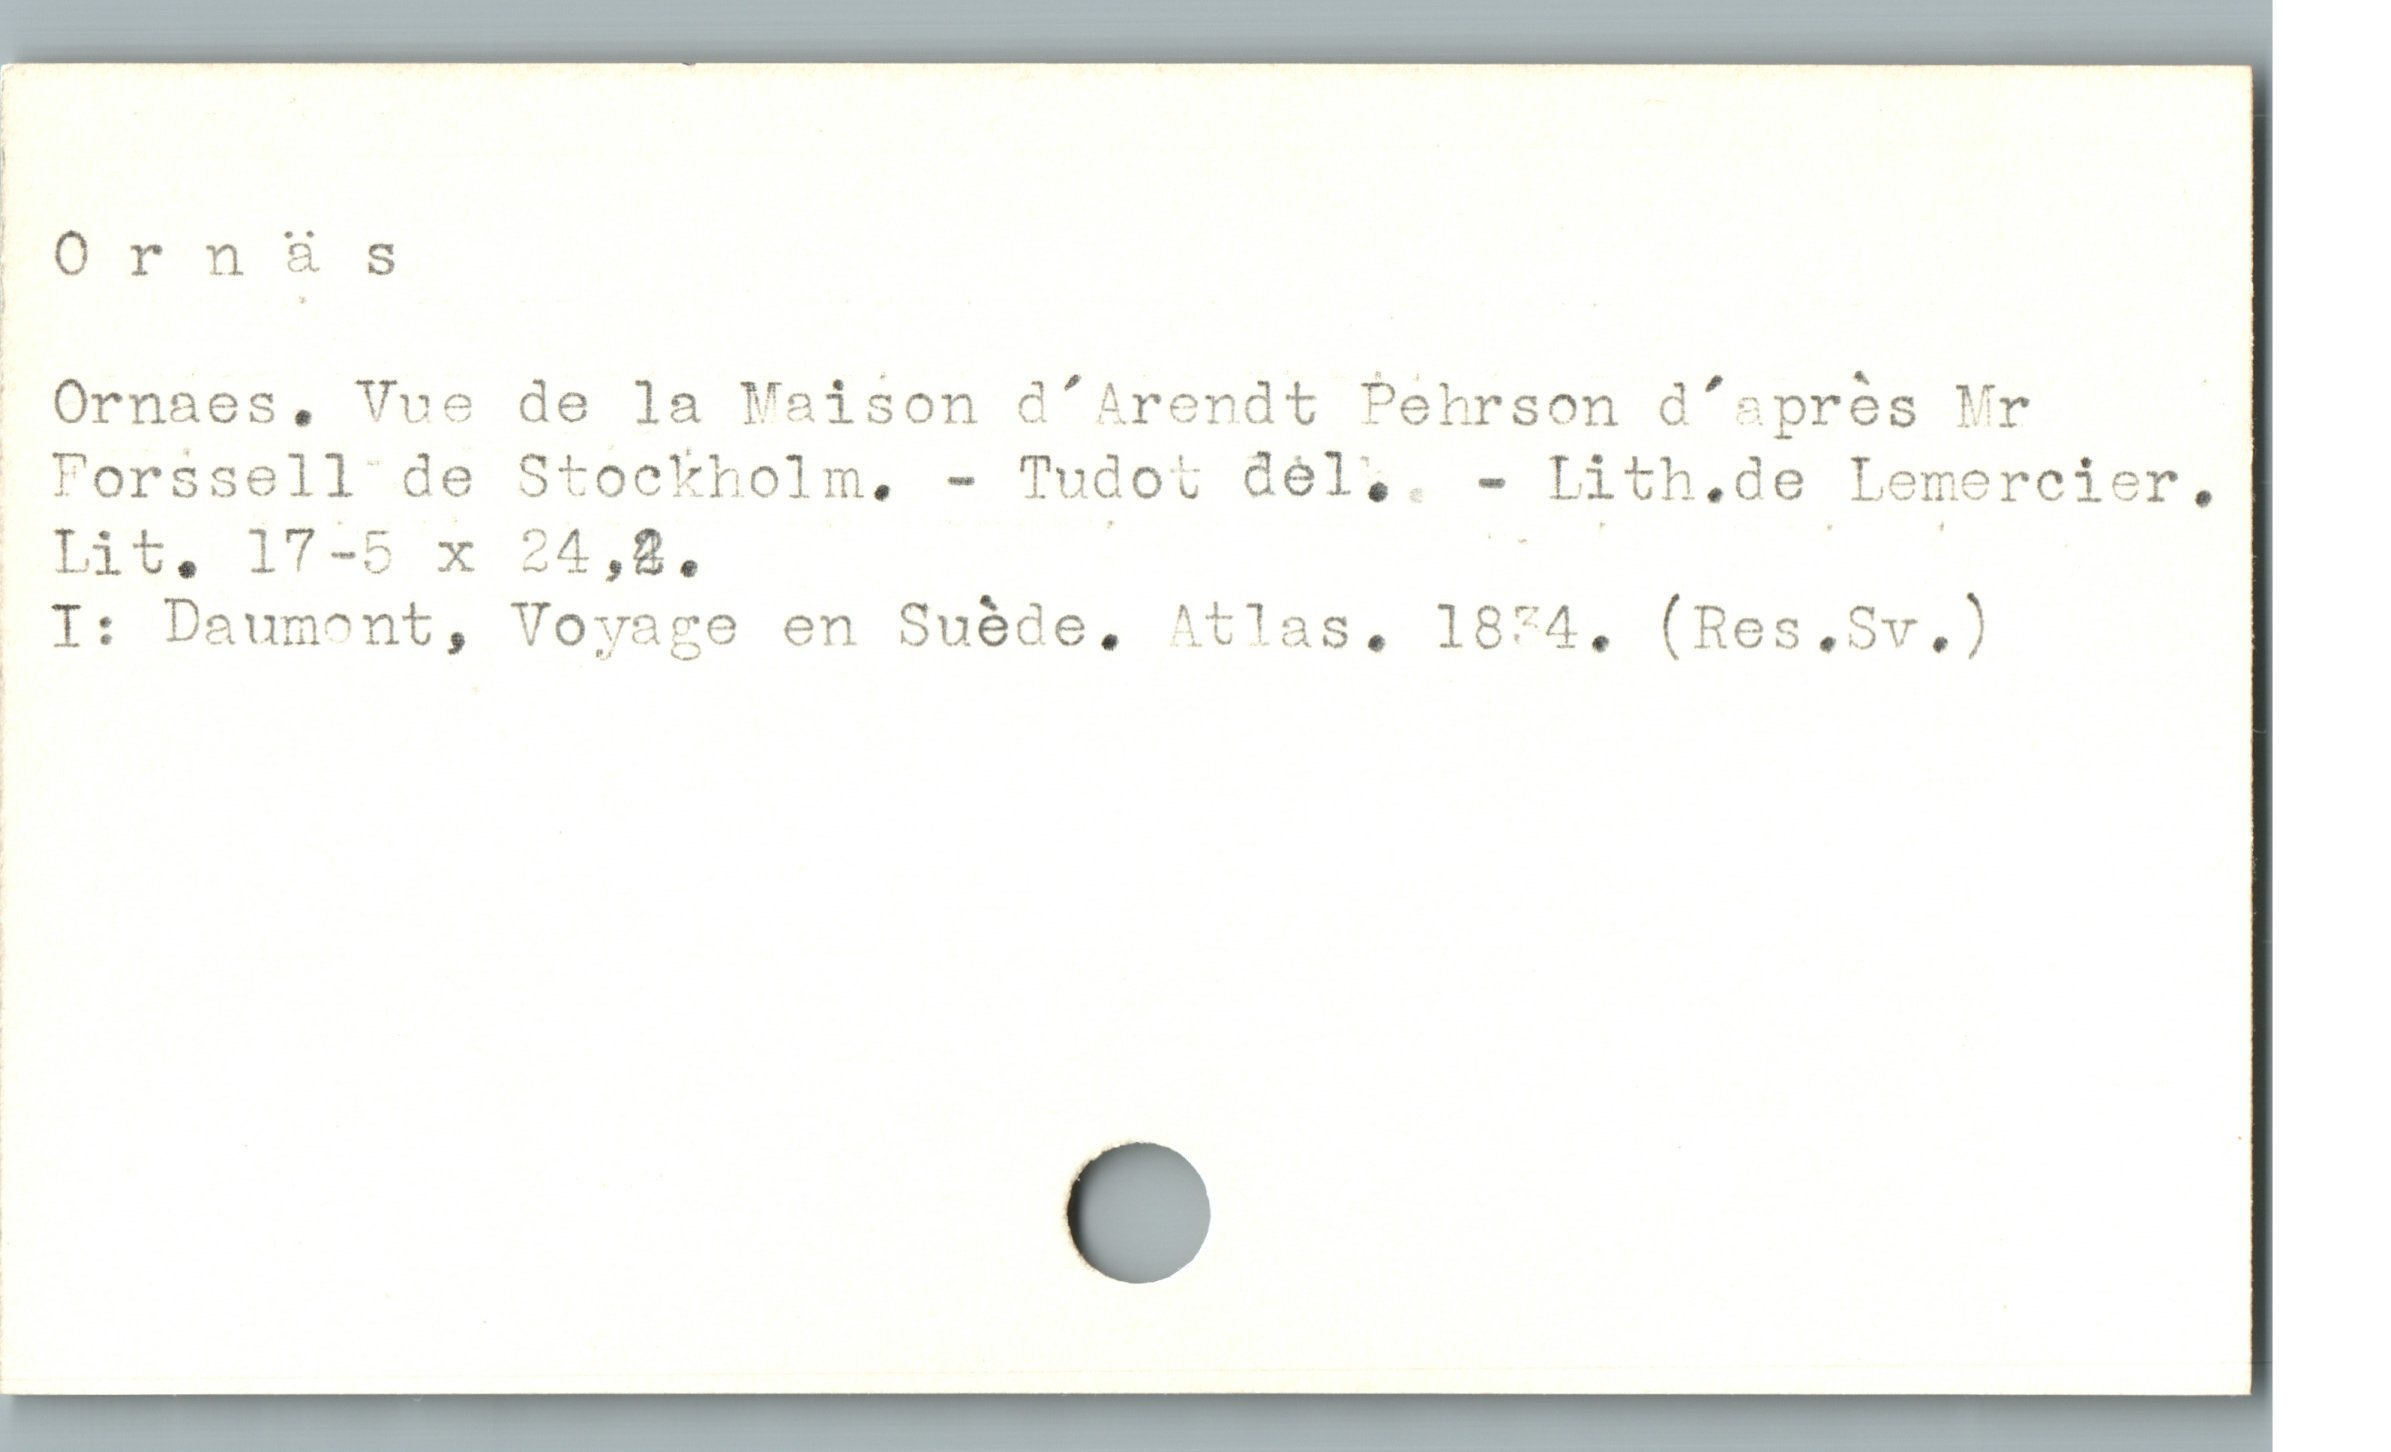 O r n ä s
Ornaes. Vue de la Maison d´Arendt Pehrson d´après Mr
Forssell de Stockholm. - Tudot del. - Lith.de Lemercier.
Lit. 17-5 x 24,2.
I: Daumont, Voyage en Suède. Atlas. 1834. (Res.Sv.)